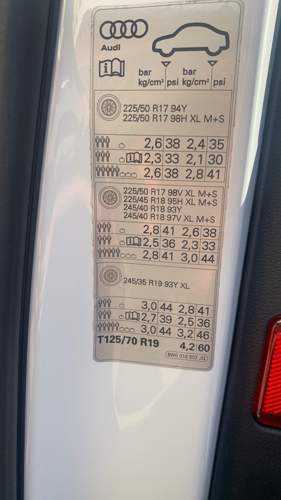 Audi
bar psi bar psi
kg/cm² kg/cm²
225/50 R17 94Y
225/50 R17 98H XL M+S
2,6 38 2,4 35
2,3 33 2,1 30
2,6 38 2,8 41
225/50 R17 98V XL M+S
225/45 R18 95H XL M+S
245/40 R18 93Y
245/40 R18 97V XL M+S
2,8 41 2,6 38
2,5 36 2,3 33
2,8 41 3,0 44
245/35 R19 93Y XL
3,0 44 2,8 41
2,7 39 2,5 36
3,0 44 3,2 46
T125/70 R19 4,2 60